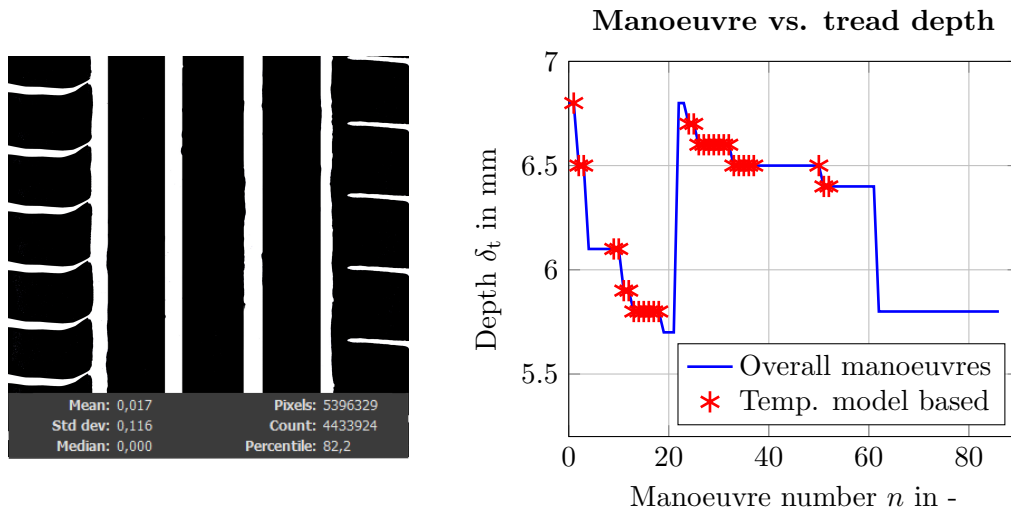 Mean: 0,017 Pixels: 5396329
Std dev: 0,116 Count: 4433924
Median: 0,000 Percentile: 82,2
Manoeuvre vs. tread depth
7
6.5
6
5.5
Depth δt in mm
Overall manoeuvres
Temp. model based
0 20 40 60 80
Manoeuvre number n in -